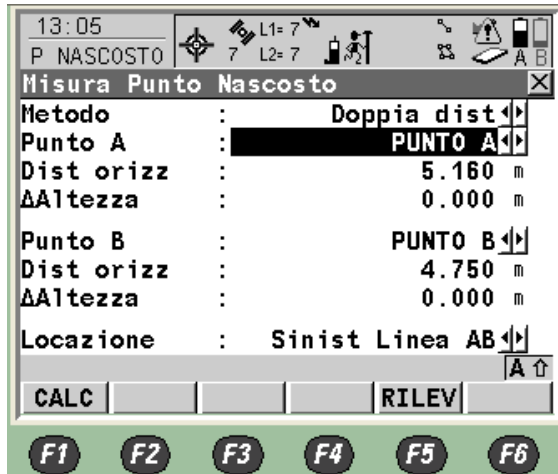 13:05
P NASCOSTO
7
L1= 7
L2= 7
A B
Misura Punto Nascosto
Metodo : Doppia dist
Punto A : PUNTO A
Dist orizz : 5.160 m
ΔAltezza : 0.000 m
Punto B : PUNTO B
Dist orizz : 4.750 m
ΔAltezza : 0.000 m
Locazione : Sinist Linea AB
A
CALC RILEV
F1 F2 F3 F4 F5 F6